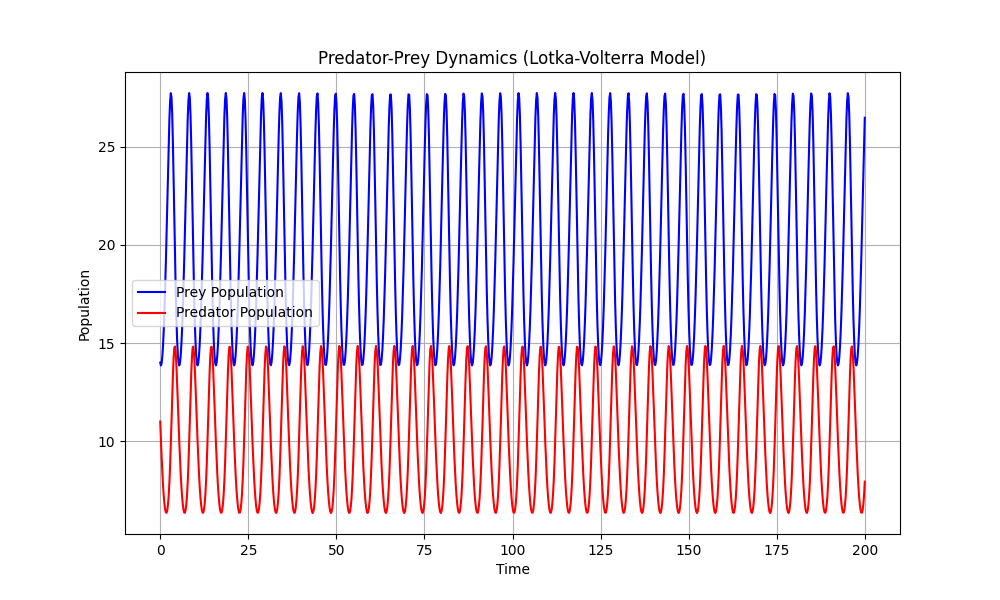 Predator-Prey Dynamics (Lotka-Volterra Model)
25
20
15
10
Population
Prey Population
Predator Population
0 25 50 75 100 125 150 175 200
Time